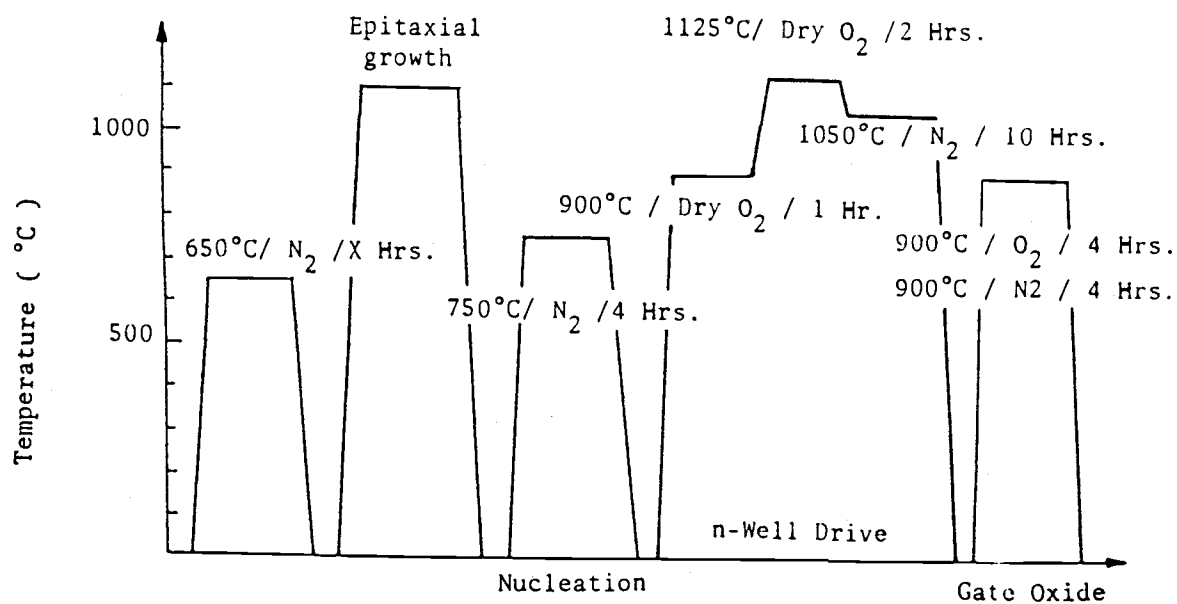 Epitaxial
growth
1125°C/ Dry O2 /2 Hrs.
1000
1050°C / N2 / 10 Hrs.
900°C / Dry O2 / 1 Hr.
650°C/ N2 /X Hrs.
900°C / O2 / 4 Hrs.
900°C / N2 / 4 Hrs.
750°C/ N2 /4 Hrs.
500
Temperature ( °C )
n-Well Drive
Nucleation
Gate Oxide